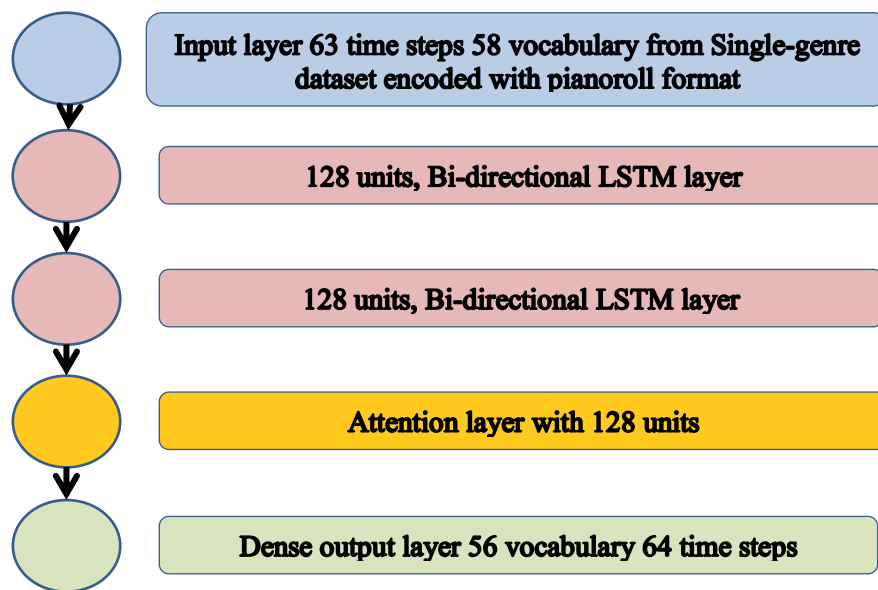 Input layer 63 time steps 58 vocabulary from Single-genre
dataset encoded with pianoroll format
128 units, Bi-directional LSTM layer
128 units, Bi-directional LSTM layer
Attention layer with 128 units
Dense output layer 56 vocabulary 64 time steps